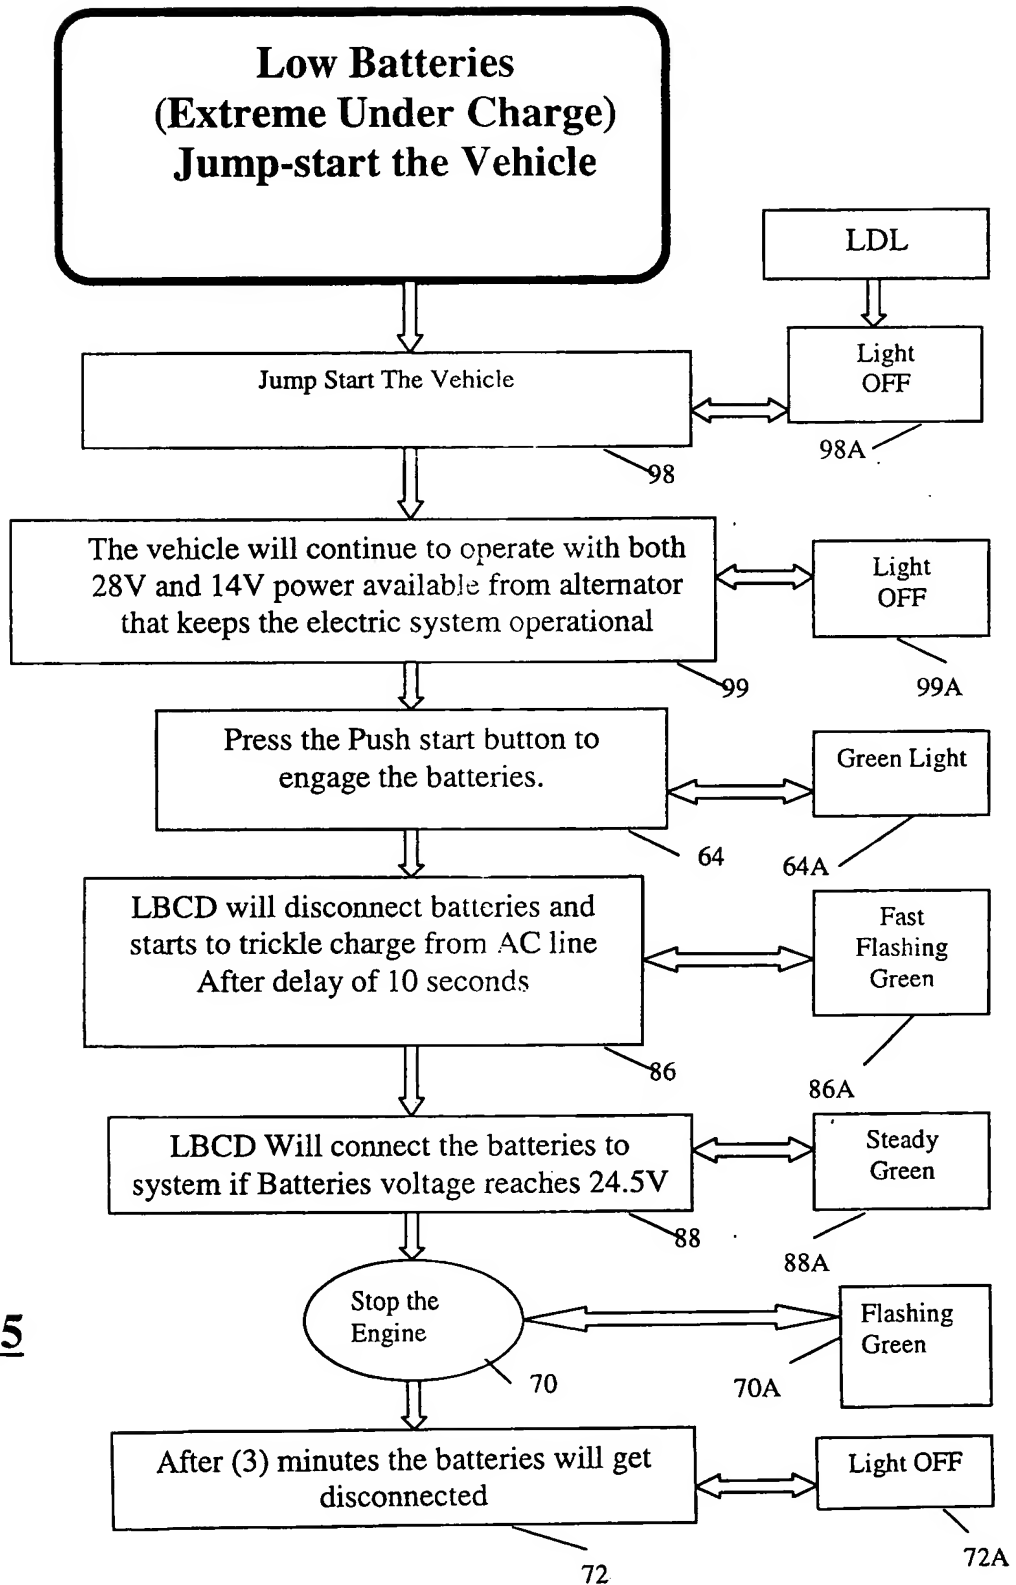 Low Batteries
(Extreme Under Charge)
Jump-start the Vehicle
LDL
Jump Start The Vehicle
Light
OFF
98A
98
The vehicle will continue to operate with both
28V and 14V power available from alternator
that keeps the electric system operational
Light
OFF
99A
99
Press the Push start button to
engage the batteries.
Green Light
64
64A
LBCD will disconnect batteries and
starts to trickle charge from AC line
After delay of 10 seconds
Fast
Flashing
Green
86
86A
LBCD Will connect the batteries to
system if Batteries voltage reaches 24.5V
Steady
Green
88
88A
Stop the
Engine
Flashing
Green
5
70
70A
After (3) minutes the batteries will get
disconnected
Light OFF
72
72A